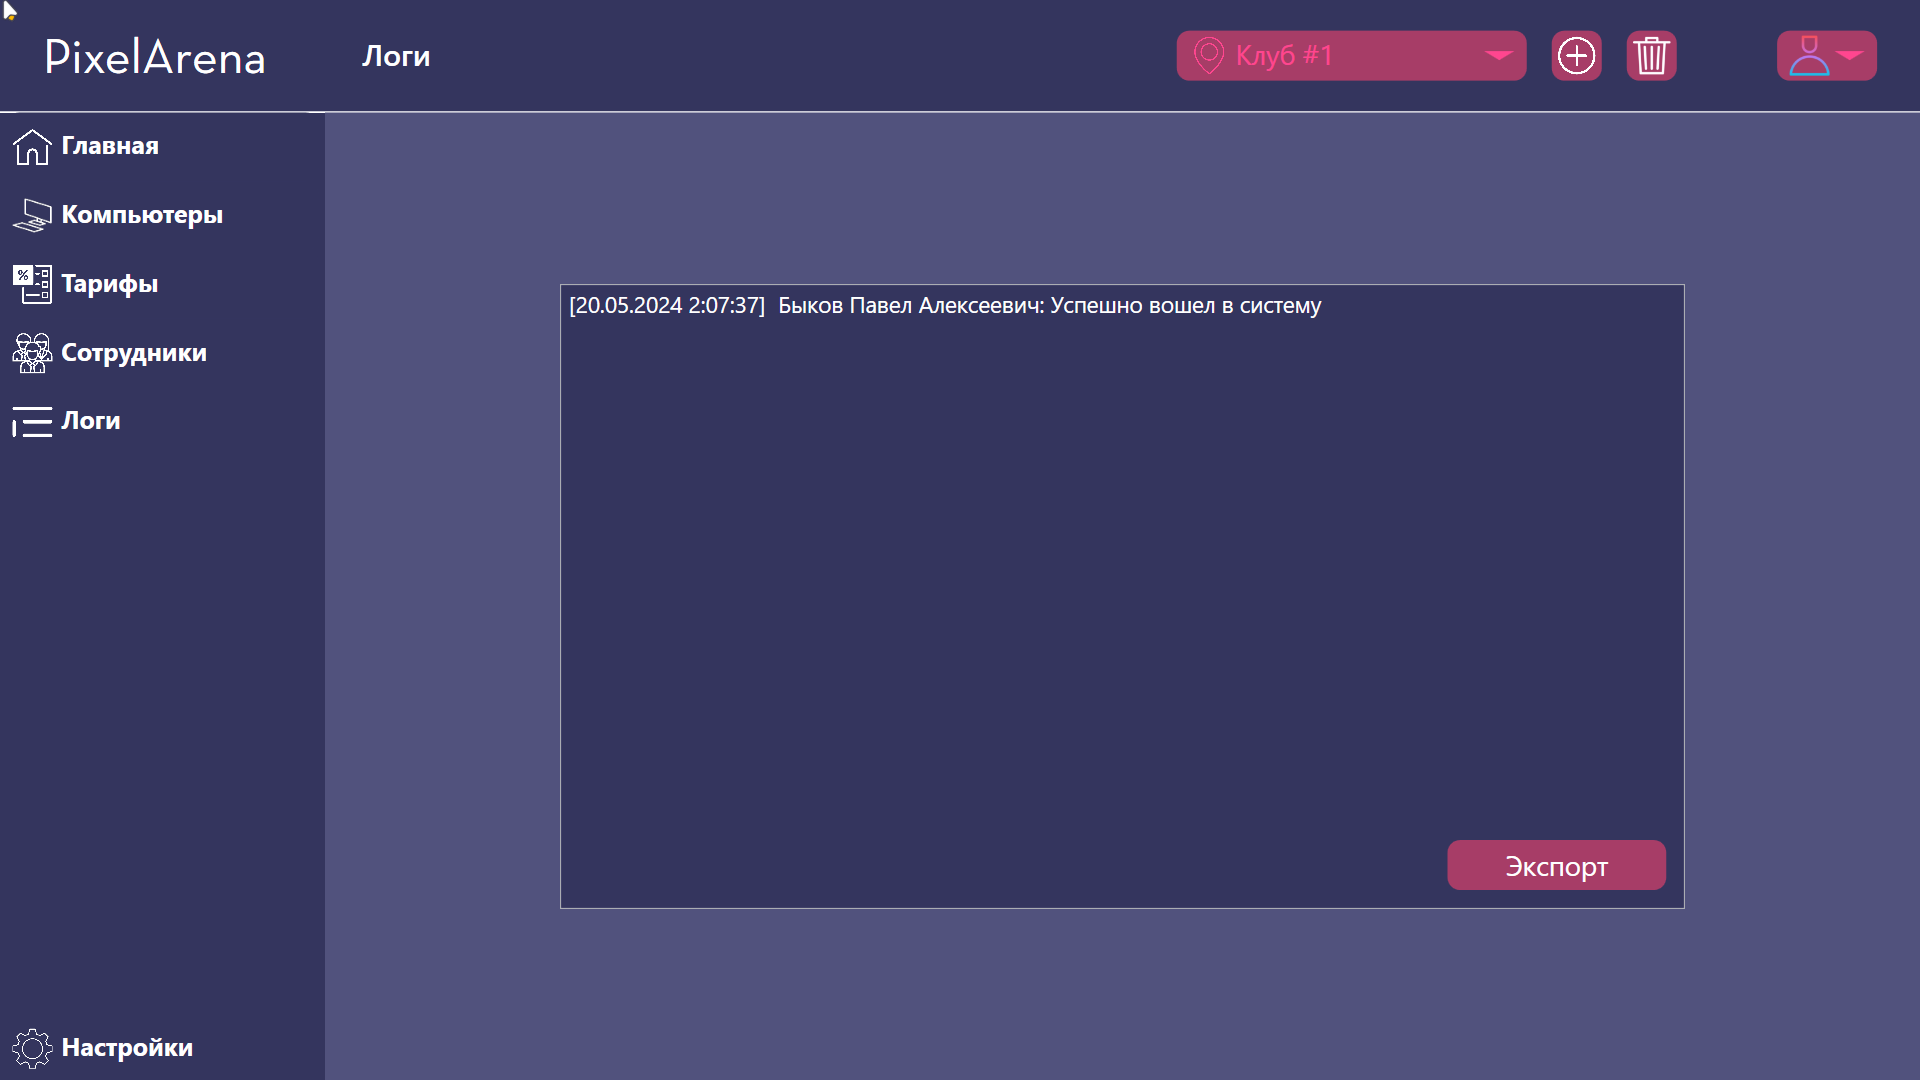 PixelArena
Логи
Клуб #1
Главная
Компьютеры
%
Тарифы
Сотрудники
Логи
[20.05.2024 2:07:37]  Быков Павел Алексеевич: Успешно вошел в систему
Экспорт
Настройки